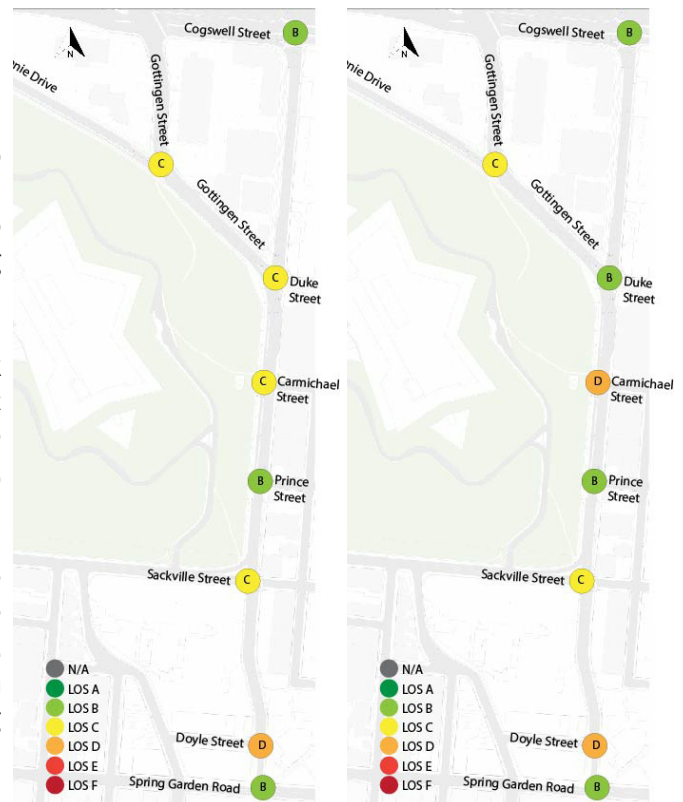 Cogswell Street
B
N
nie Drive
Gottingen Street
C
Gottingen Street
C
Duke
Street
C
Carmichael
Street
B
Prince
Street
Sackville Street
C
N/A
LOS A
LOS B
LOS C
LOS D
LOS E
LOS F
Doyle Street
D
Spring Garden Road
B
Cogswell Street
B
N
nie Drive
Gottingen Street
C
Gottingen Street
B
Duke
Street
D
Carmichael
Street
B
Prince
Street
Sackville Street
C
N/A
LOS A
LOS B
LOS C
LOS D
LOS E
LOS F
Doyle Street
D
Spring Garden Road
B